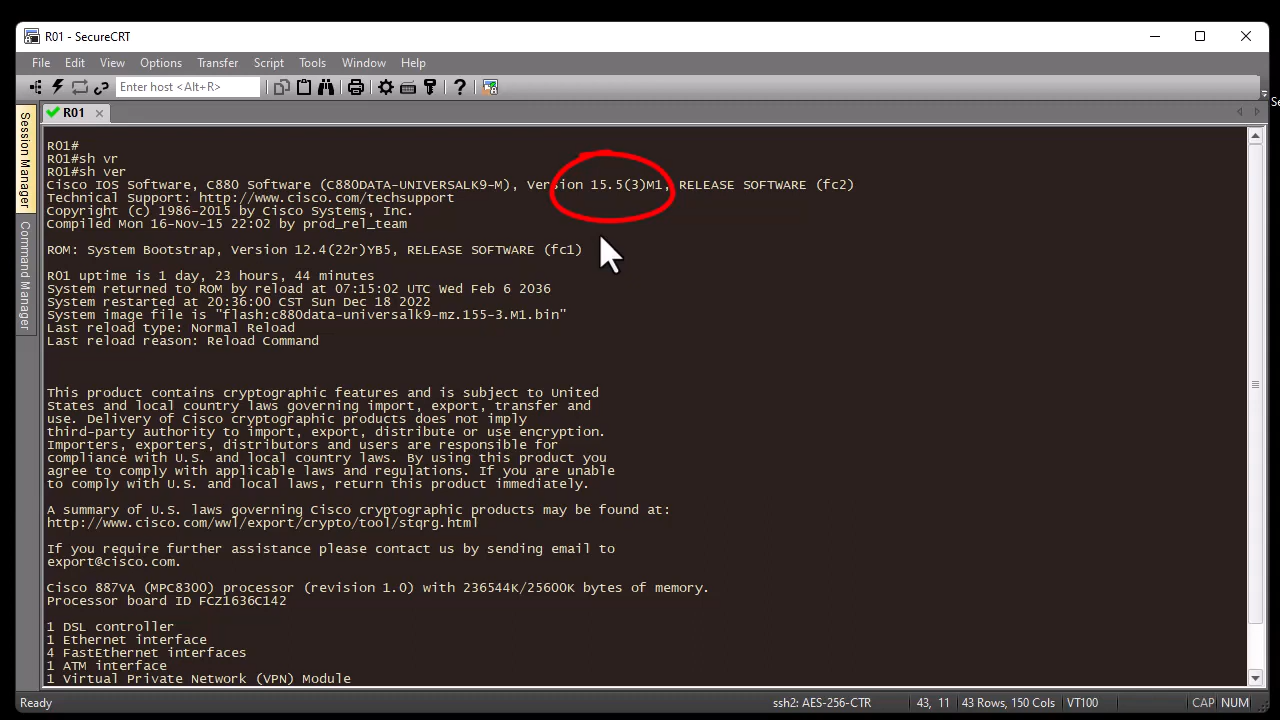 R01 - SecureCRT
File Edit View Options Transfer Script Tools Window Help
Enter host <Alt+R>
R01
Session Manager
Command Manager
R01#
R01#sh vr
R01#sh ver
Cisco IOS Software, C880 Software (C880DATA-UNIVERSALK9-M), Version 15.5(3)M1, RELEASE SOFTWARE (fc2)
Technical Support: http://www.cisco.com/techsupport
Copyright (c) 1986-2015 by Cisco Systems, Inc.
Compiled Mon 16-Nov-15 22:02 by prod_rel_team
ROM: System Bootstrap, Version 12.4(22r)YB5, RELEASE SOFTWARE (fc1)
R01 uptime is 1 day, 23 hours, 44 minutes
System returned to ROM by reload at 07:15:02 UTC Wed Feb 6 2036
System restarted at 20:36:00 CST Sun Dec 18 2022
System image file is "flash:c880data-universalk9-mz.155-3.M1.bin"
Last reload type: Normal Reload
Last reload reason: Reload Command
This product contains cryptographic features and is subject to United
States and local country laws governing import, export, transfer and
use. Delivery of Cisco cryptographic products does not imply
third-party authority to import, export, distribute or use encryption.
Importers, exporters, distributors and users are responsible for
compliance with U.S. and local country laws. By using this product you
agree to comply with applicable laws and regulations. If you are unable
to comply with U.S. and local laws, return this product immediately.
A summary of U.S. laws governing Cisco cryptographic products may be found at:
http://www.cisco.com/wwl/export/crypto/tool/stqrg.html
If you require further assistance please contact us by sending email to
export@cisco.com.
Cisco 887VA (MPC8300) processor (revision 1.0) with 236544K/25600K bytes of memory.
Processor board ID FCZ1636C142
1 DSL controller
1 Ethernet interface
4 FastEthernet interfaces
1 ATM interface
1 Virtual Private Network (VPN) Module
Ready ssh2: AES-256-CTR 43, 11 43 Rows, 150 Cols VT100 CAP NUM